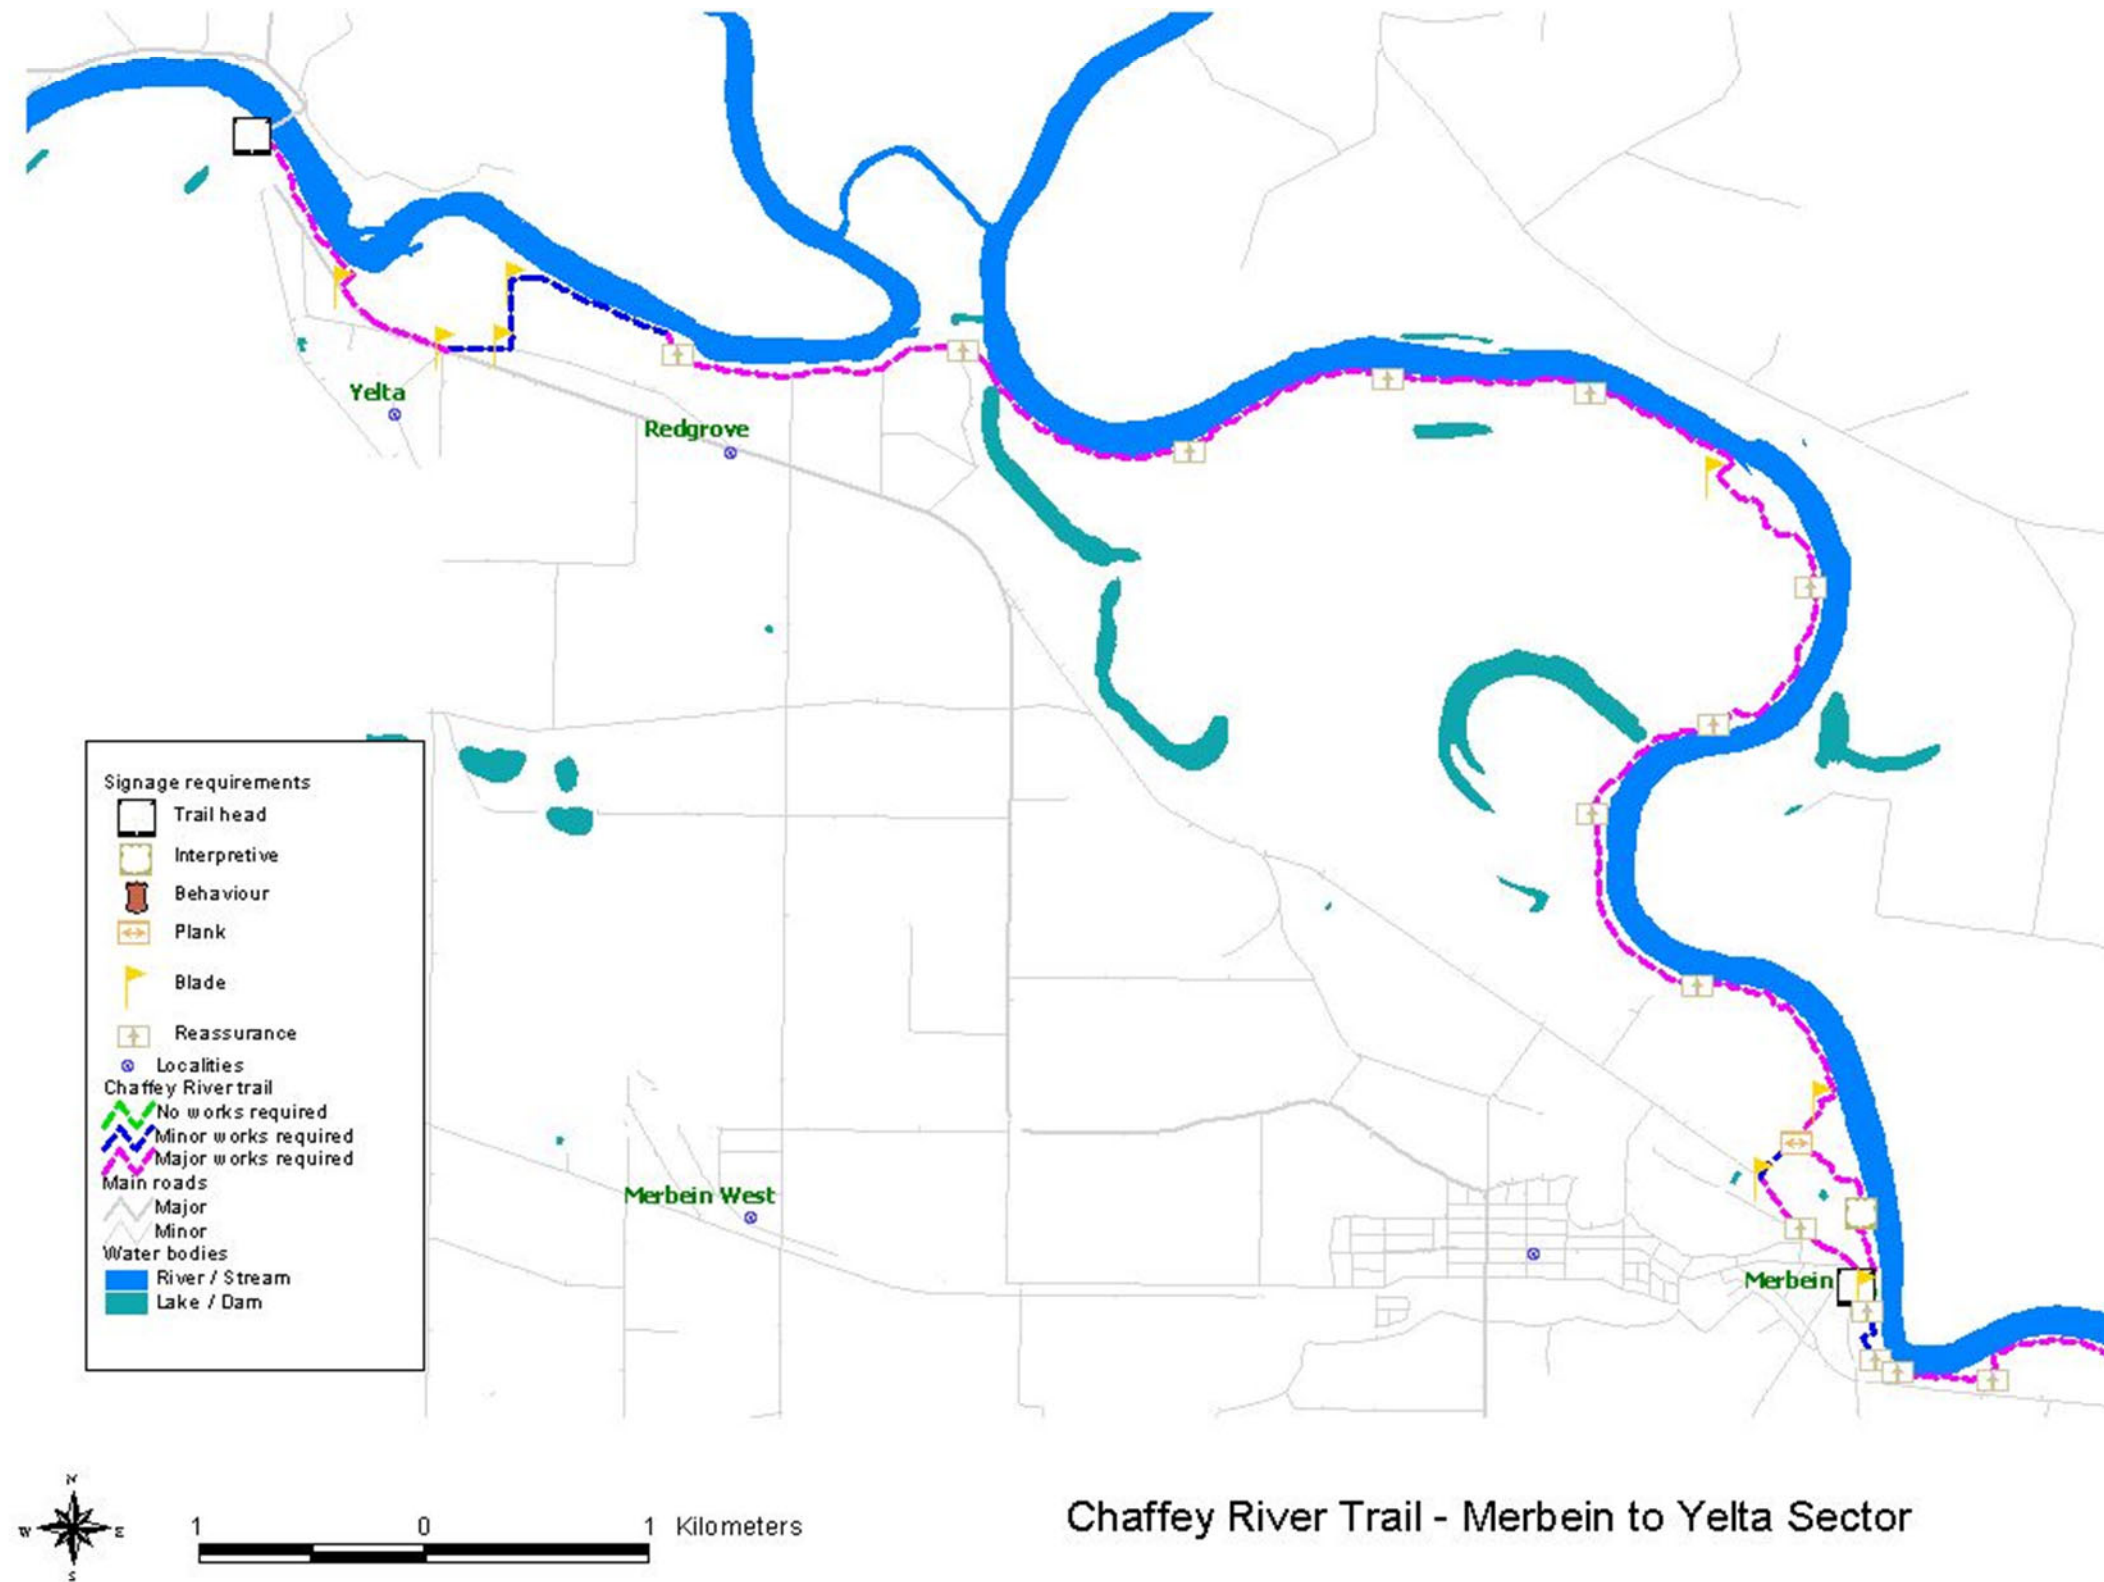 Yelta
Redgrove
Signage requirements
Trail head
Interpretive
Behaviour
Plank
Blade
Reassurance
Localities
Chaffey River trail
No works required
Minor works required
Major works required
Main roads
Major
Minor
Water bodies
River / Stream
Lake / Dam
Merbein West
Merbein
N
W E
S
1 0 1 Kilometers
Chaffey River Trail - Merbein to Yelta Sector